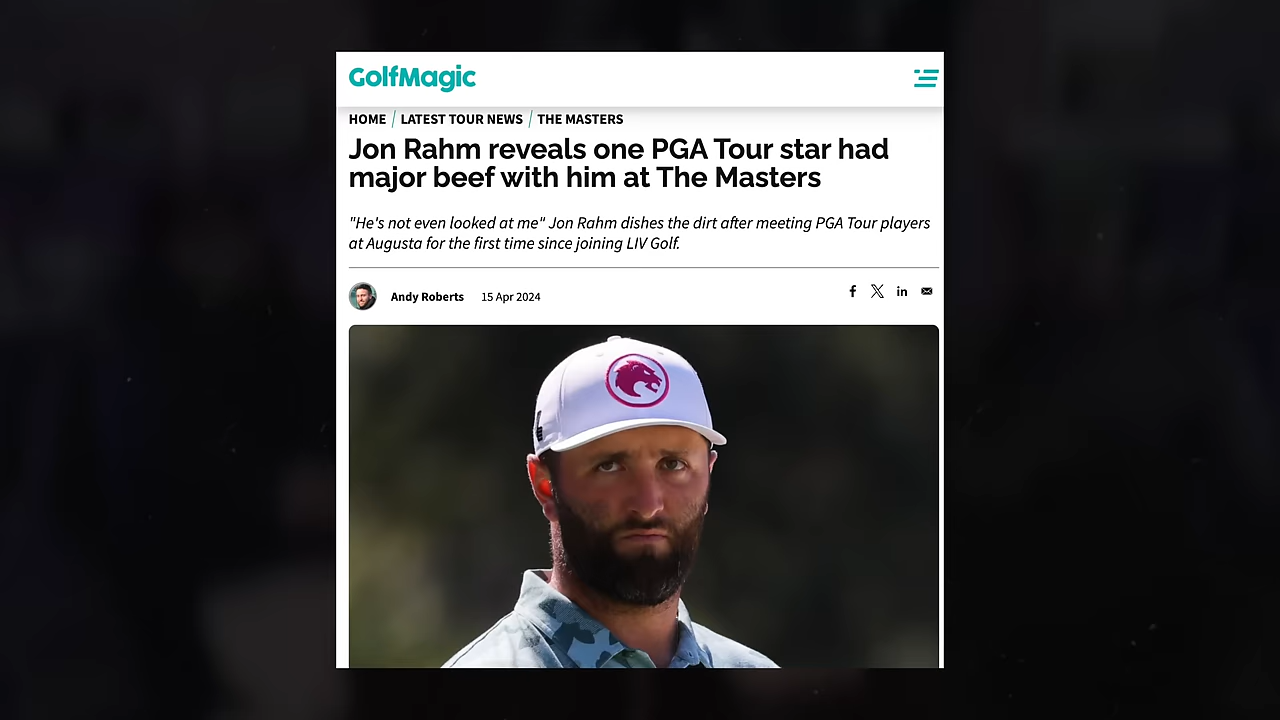 GolfMagic
HOME / LATEST TOUR NEWS / THE MASTERS
Jon Rahm reveals one PGA Tour star had
major beef with him at The Masters
"He's not even looked at me" Jon Rahm dishes the dirt after meeting PGA Tour players
at Augusta for the first time since joining LIV Golf.
Andy Roberts 15 Apr 2024